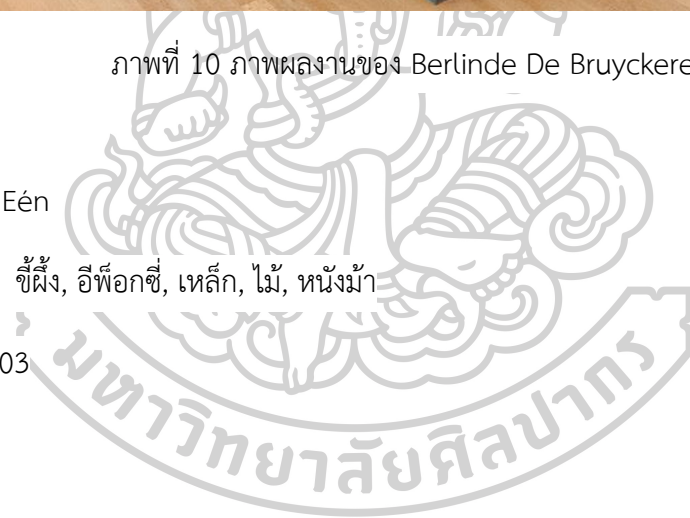 ภาพที่ 10 ภาพผลงานของ Berlinde De Bruyckere
Eén
ขี้ผึ้ง, อีพ็อกซี่, เหล็ก, ไม้, หนังม้า
03
มหาวิทยาลัยศิลปากร